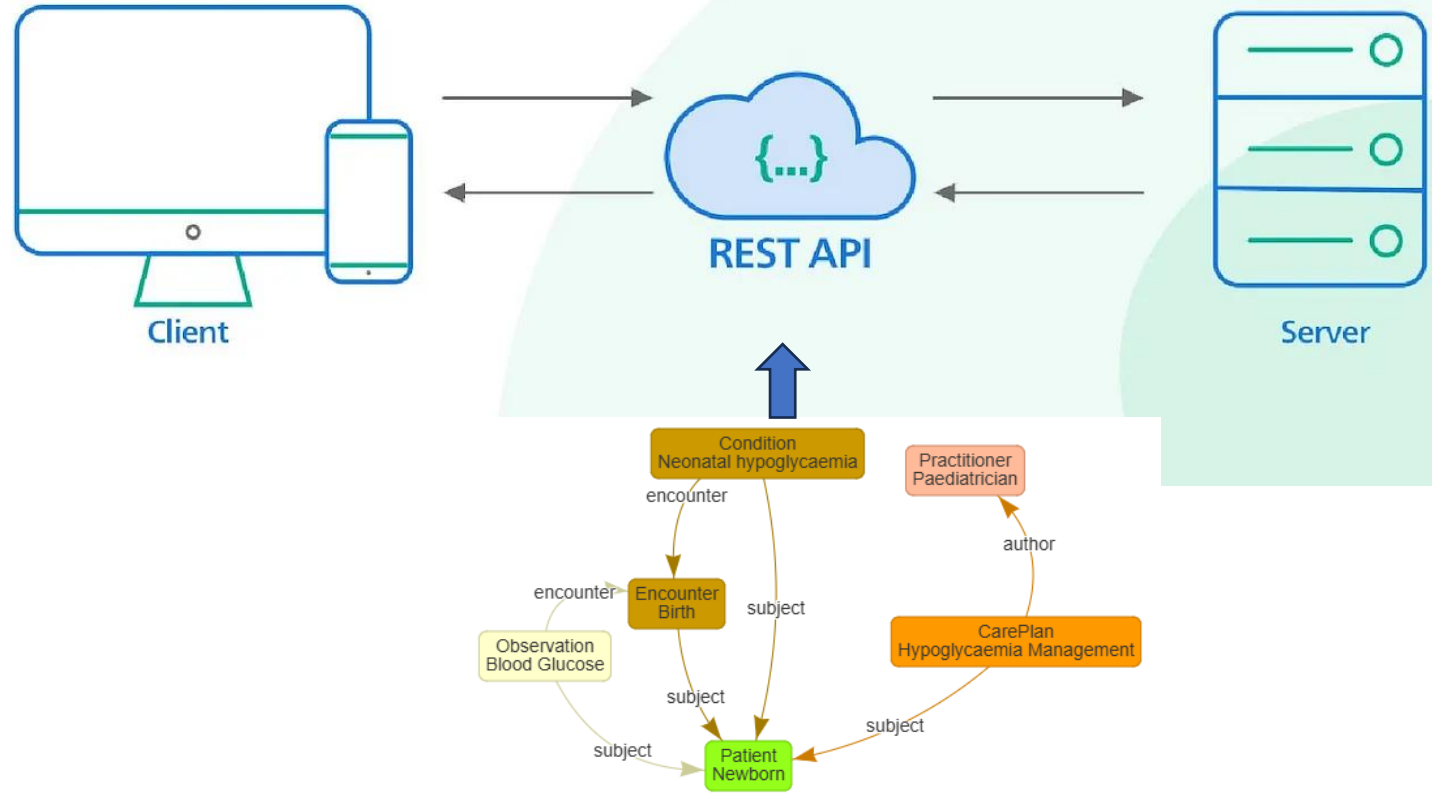 {...}
REST API
Client
Server
Condition
Neonatal hypoglycaemia
Practitioner
Paediatrician
encounter
author
encounter
Encounter
Birth
subject
Observation
Blood Glucose
CarePlan
Hypoglycaemia Management
subject
subject
subject
Patient
Newborn